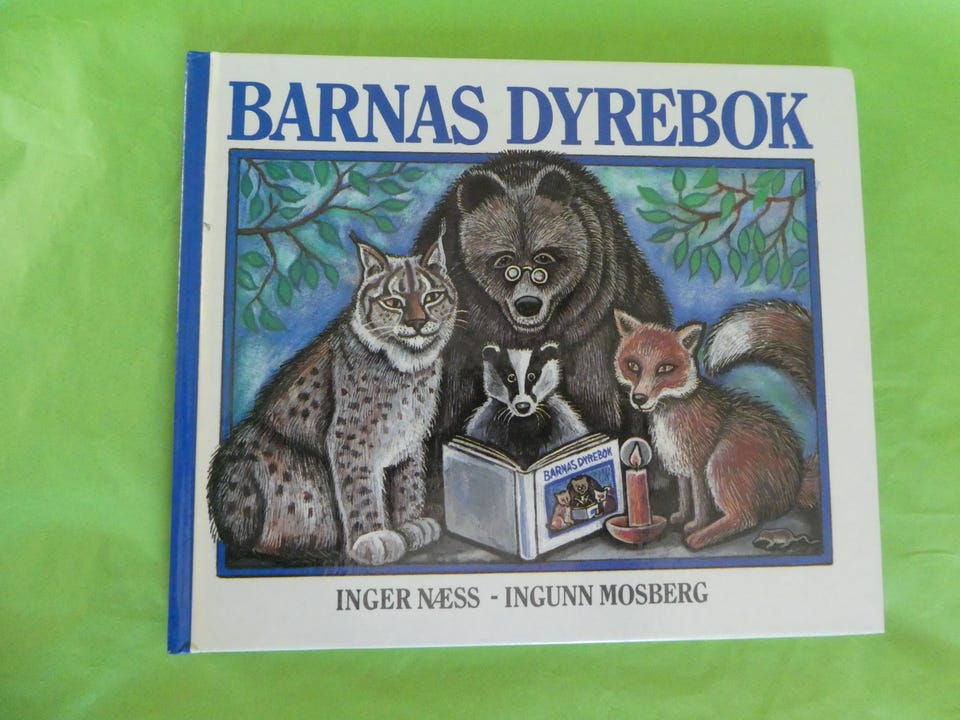 BARNAS DYREBOK
BARNAS DYREBOK
INGER NÆSS - INGUNN MOSBERG